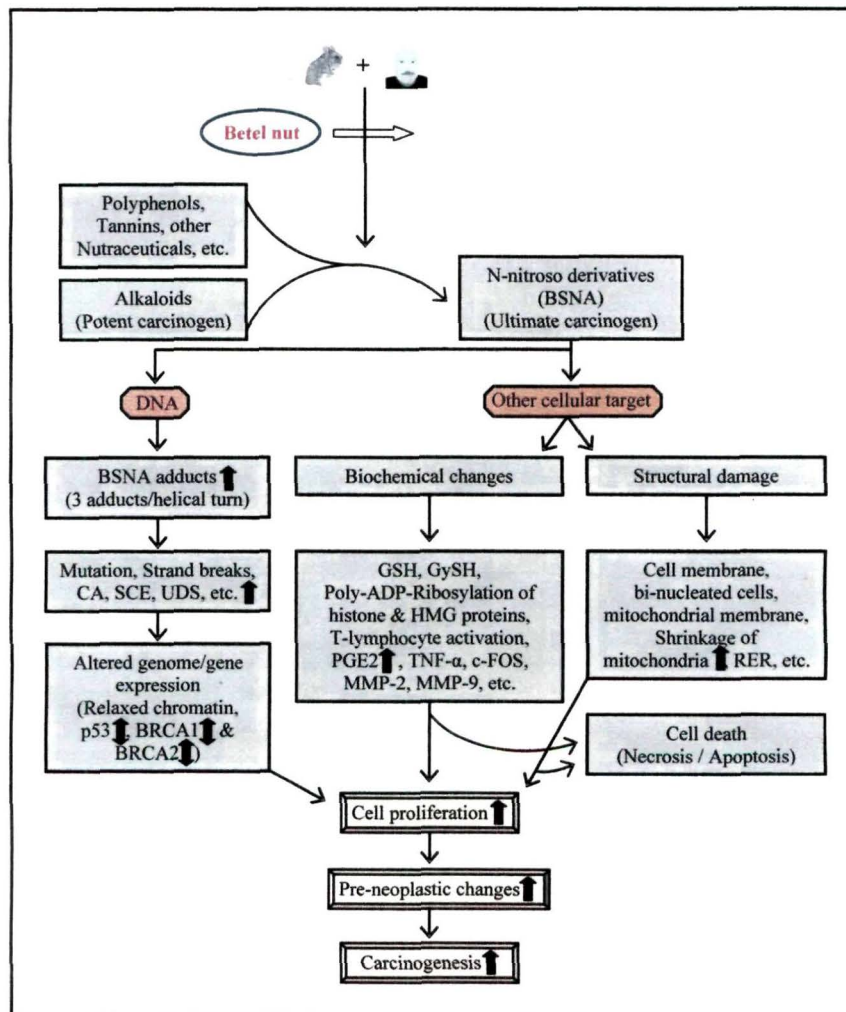 +
Betel nut
Polyphenols,
Tannins, other
Nutraceuticals, etc.
Alkaloids
(Potent carcinogen)
N-nitroso derivatives
(BSNA)
(Ultimate carcinogen)
DNA
Other cellular target
BSNA adducts ⬆
(3 adducts/helical turn)
Biochemical changes
Structural damage
Mutation, Strand breaks,
CA, SCE, UDS, etc. ⬆
GSH, GySH,
Poly-ADP-Ribosylation of
histone & HMG proteins,
T-lymphocyte activation,
PGE2⬆, TNF-α, c-FOS,
MMP-2, MMP-9, etc.
Cell membrane,
bi-nucleated cells,
mitochondrial membrane,
Shrinkage of
mitochondria ⬆ RER, etc.
Altered genome/gene
expression
(Relaxed chromatin,
p53⬍, BRCA1⬍ &
BRCA2⬍)
Cell death
(Necrosis / Apoptosis)
Cell proliferation ⬆
Pre-neoplastic changes ⬆
Carcinogenesis ⬆